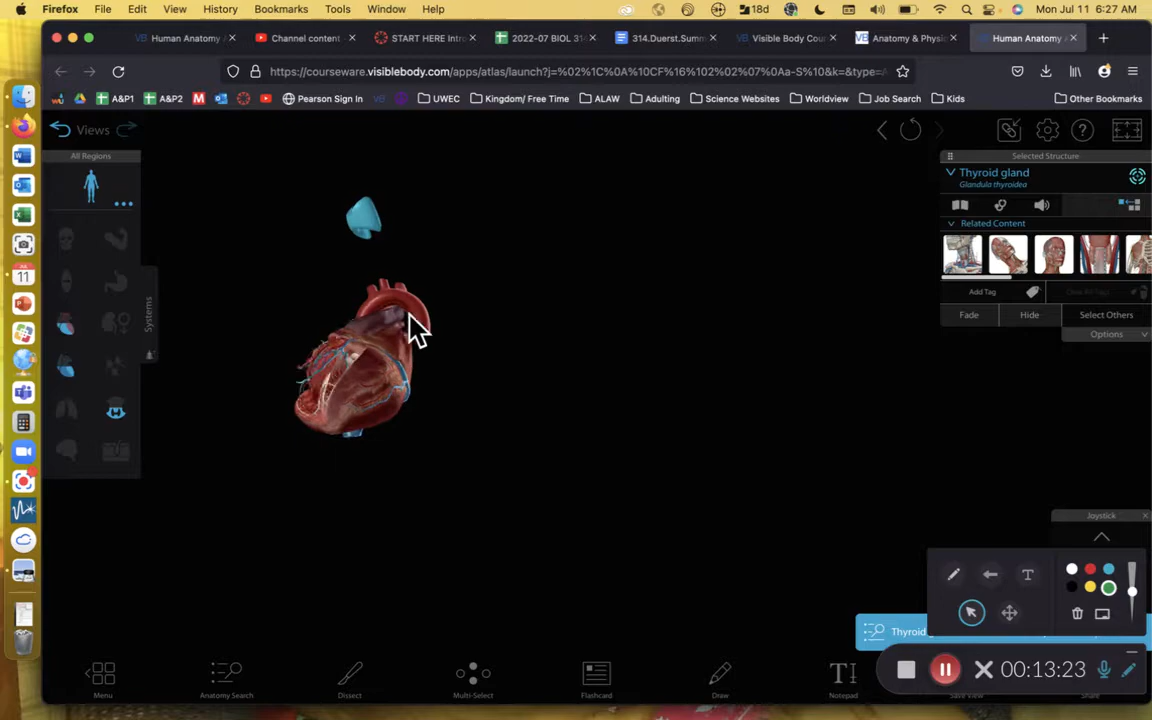 Firefox File Edit View History Bookmarks Tools Window Help 18d Mon Jul 11 6:27 AM
Human Anatomy Channel content START HERE Intro 2022-07 BIOL 31 314.Duerst.Summ Visible Body Cou Anatomy & Physi Human Anatomy
https://courseware.visiblebody.com/apps/atlas/launch?j=%02%1C%0A%10CF%16%102%02%07%0Aa-S%10&k=&type=
UWEC Kingdom/ Free Time ALAW Adulting Science Websites Worldview Job Search Kids Other Bookmarks
A&P1 A&P2 Pearson Sign In
Views
All Regions
Systems
Selected Structure
Thyroid gland
Glandula thyroidea
Related Content
Add Tag
Fade Hide Select Others
Options
Joystick
T
Thyroid
00:13:23
Menu Anatomy Search Dissect Multi-Select Flashcard Draw Notepad Share
11